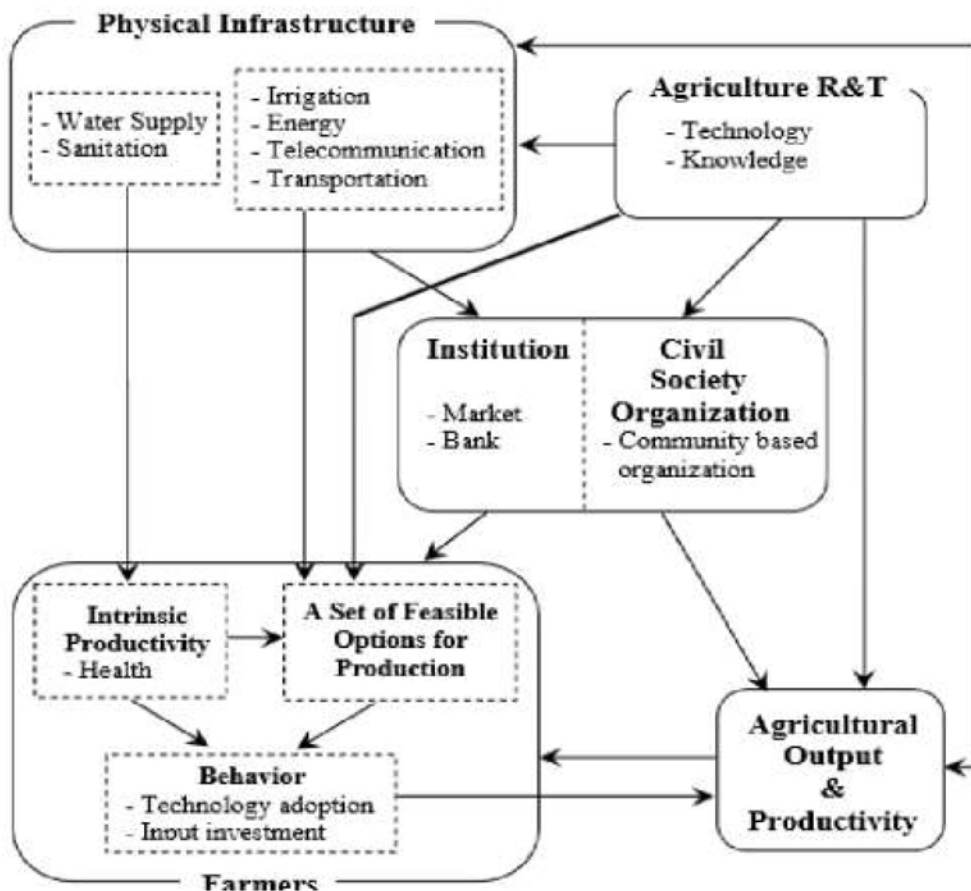 Physical Infrastructure
- Water Supply
- Sanitation
- Irrigation
- Energy
- Telecommunication
- Transportation
Agriculture R&T
- Technology
- Knowledge
Institution
- Market
- Bank
Civil
Society
Organization
- Community based
organization
Intrinsic
Productivity
- Health
A Set of Feasible
Options for
Production
Behavior
- Technology adoption
- Input investment
Farmers
Agricultural
Output
&
Productivity